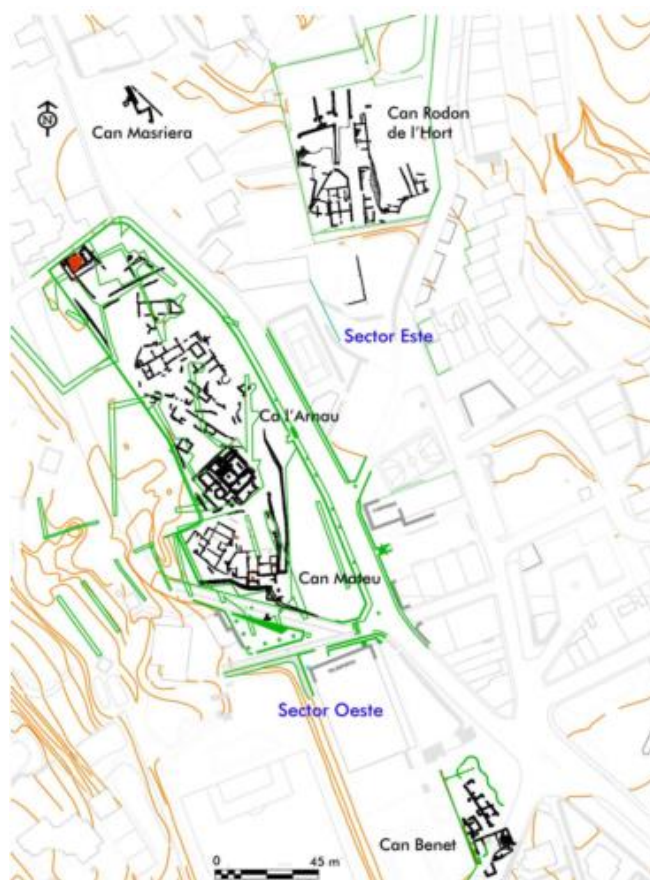 N
Can Masriera
Can Rodon
de l'Hort
Sector Este
Ca l'Arnau
Can Mateu
Sector Oeste
Can Benet
0 45 m